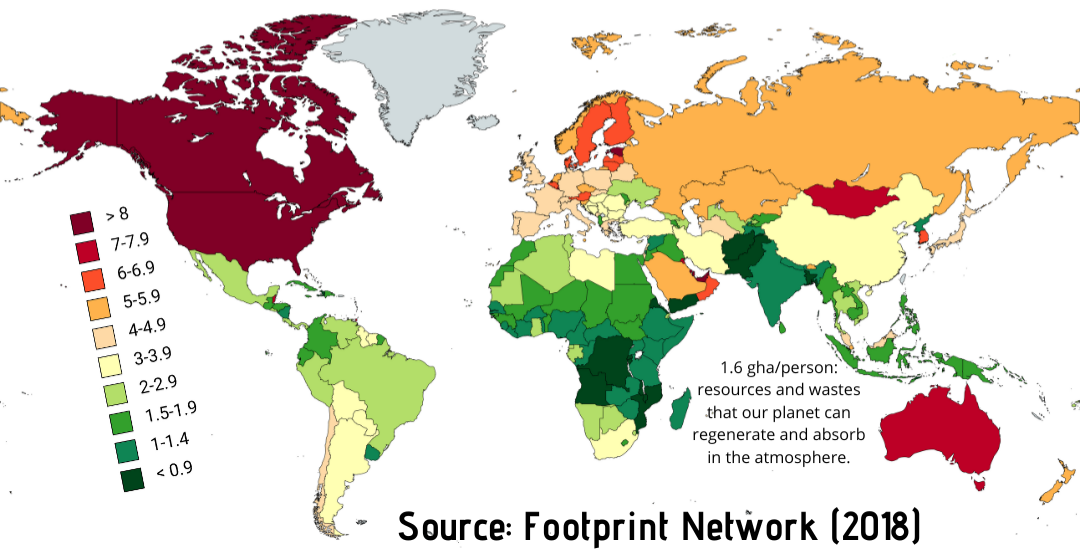 > 8
7-7.9
6-6.9
5-5.9
4-4.9
3-3.9
2-2.9
1.5-1.9
1-1.4
< 0.9
1.6 gha/person:
resources and wastes
that our planet can
regenerate and absorb
in the atmosphere.
Source: Footprint Network (2018)